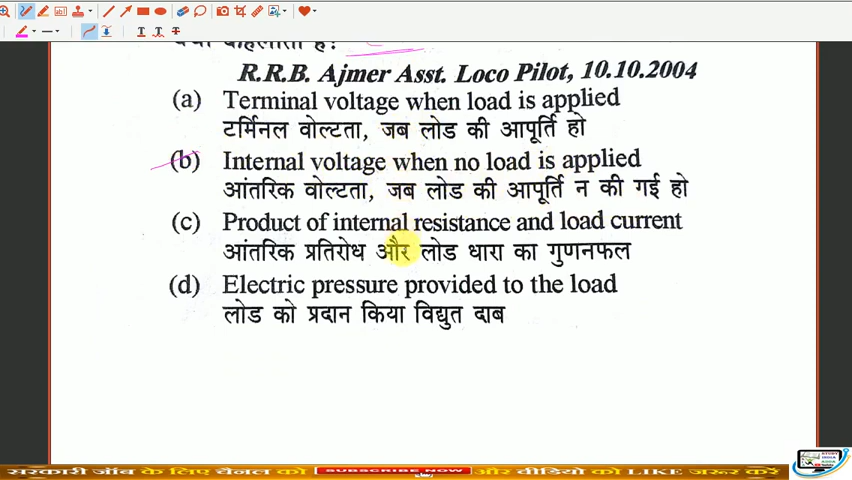 क्या कहलाता है?
R.R.B. Ajmer Asst. Loco Pilot, 10.10.2004
(a) Terminal voltage when load is applied
टर्मिनल वोल्टता, जब लोड की आपूर्ति हो
(b) Internal voltage when no load is applied
आंतरिक वोल्टता, जब लोड की आपूर्ति न की गई हो
(c) Product of internal resistance and load current
आंतरिक प्रतिरोध और लोड धारा का गुणनफल
(d) Electric pressure provided to the load
लोड को प्रदान किया विद्युत दाब
सरकारी जॉब के लिए चैनल को SUBSCRIBE NOW और वीडियो को LIKE जरूर करें